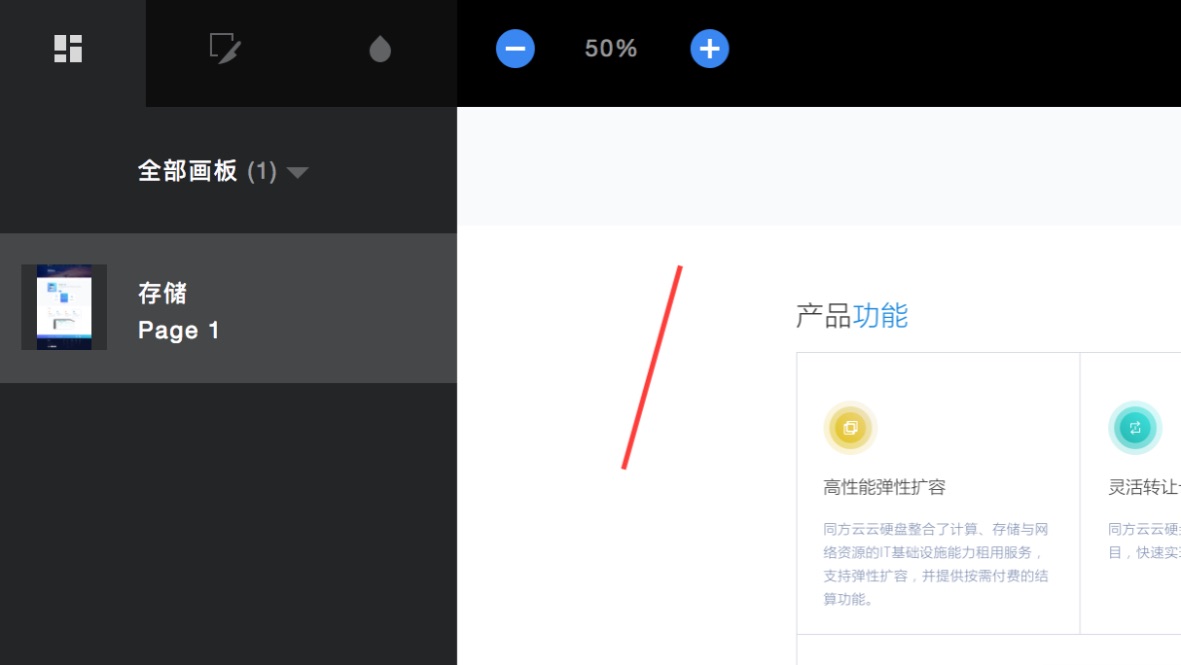 50%
全部画板 (1)
存储
Page 1
产品功能
高性能弹性扩容
同方云云硬盘整合了计算、存储与网
络资源的IT基础设施能力租用服务，
支持弹性扩容，并提供按需付费的结
算功能。
灵活转让
同方云云硬
目，快速实